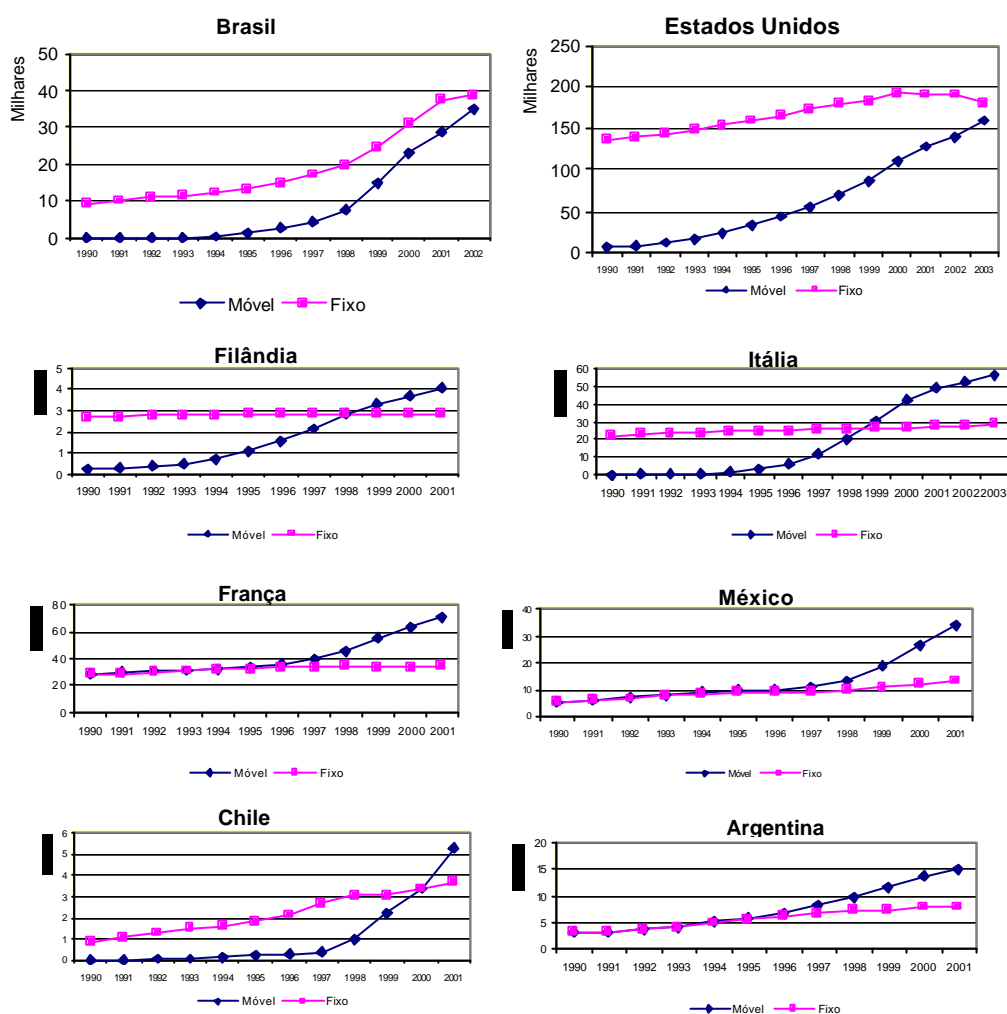 Brasil
Milhares
50
40
30
20
10
0
1990 1991 1992 1993 1994 1995 1996 1997 1998 1999 2000 2001 2002
Móvel Fixo
Estados Unidos
Milhares
250
200
150
100
50
0
1990 1991 1992 1993 1994 1995 1996 1997 1998 1999 2000 2001 2002 2003
Móvel Fixo
Filândia
5
4
3
2
1
0
1990 1991 1992 1993 1994 1995 1996 1997 1998 1999 2000 2001
Móvel Fixo
Itália
60
50
40
30
20
10
0
1990 1991 1992 1993 1994 1995 1996 1997 1998 1999 2000 2001 2002 2003
Móvel Fixo
França
80
60
40
20
0
1990 1991 1992 1993 1994 1995 1996 1997 1998 1999 2000 2001
Móvel Fixo
México
40
30
20
10
0
1990 1991 1992 1993 1994 1995 1996 1997 1998 1999 2000 2001
Móvel Fixo
Chile
6
5
4
3
2
1
0
1990 1991 1992 1993 1994 1995 1996 1997 1998 1999 2000 2001
Móvel Fixo
Argentina
20
15
10
5
0
1990 1991 1992 1993 1994 1995 1996 1997 1998 1999 2000 2001
Móvel Fixo